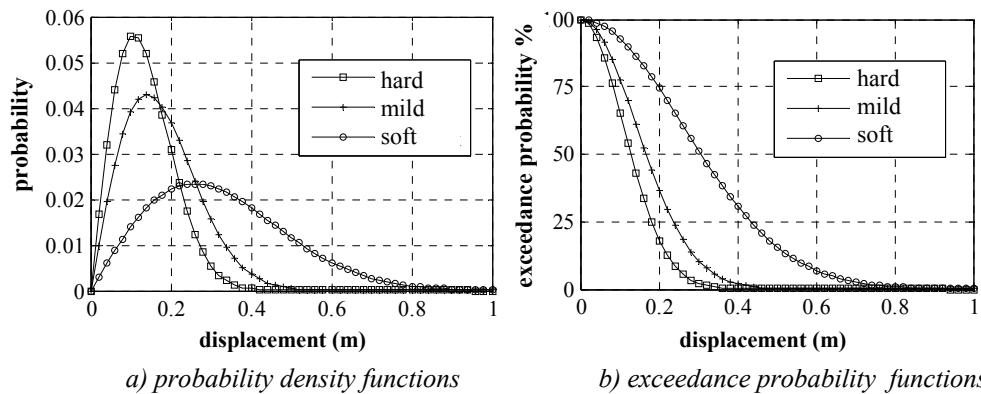 0.06
0.05
0.04
0.03
0.02
0.01
0
probability
hard
mild
soft
0 0.2 0.4 0.6 0.8 1
displacement (m)
a) probability density functions
00
75
50
25
00
exceedance probability %
hard
mild
soft
0 0.2 0.4 0.6 0.8 1
displacement (m)
b) exceedance probability functions